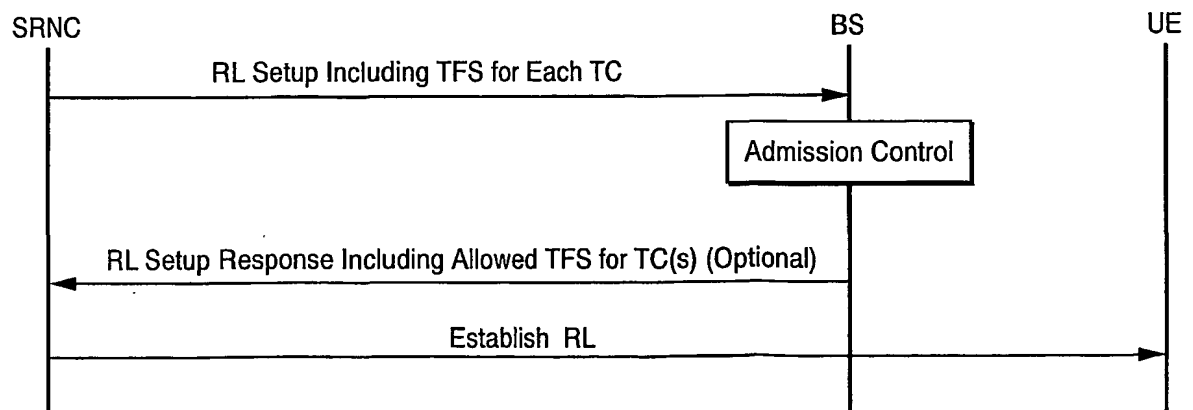 SRNC
BS
UE
RL Setup Including TFS for Each TC
Admission Control
RL Setup Response Including Allowed TFS for TC(s) (Optional)
Establish RL